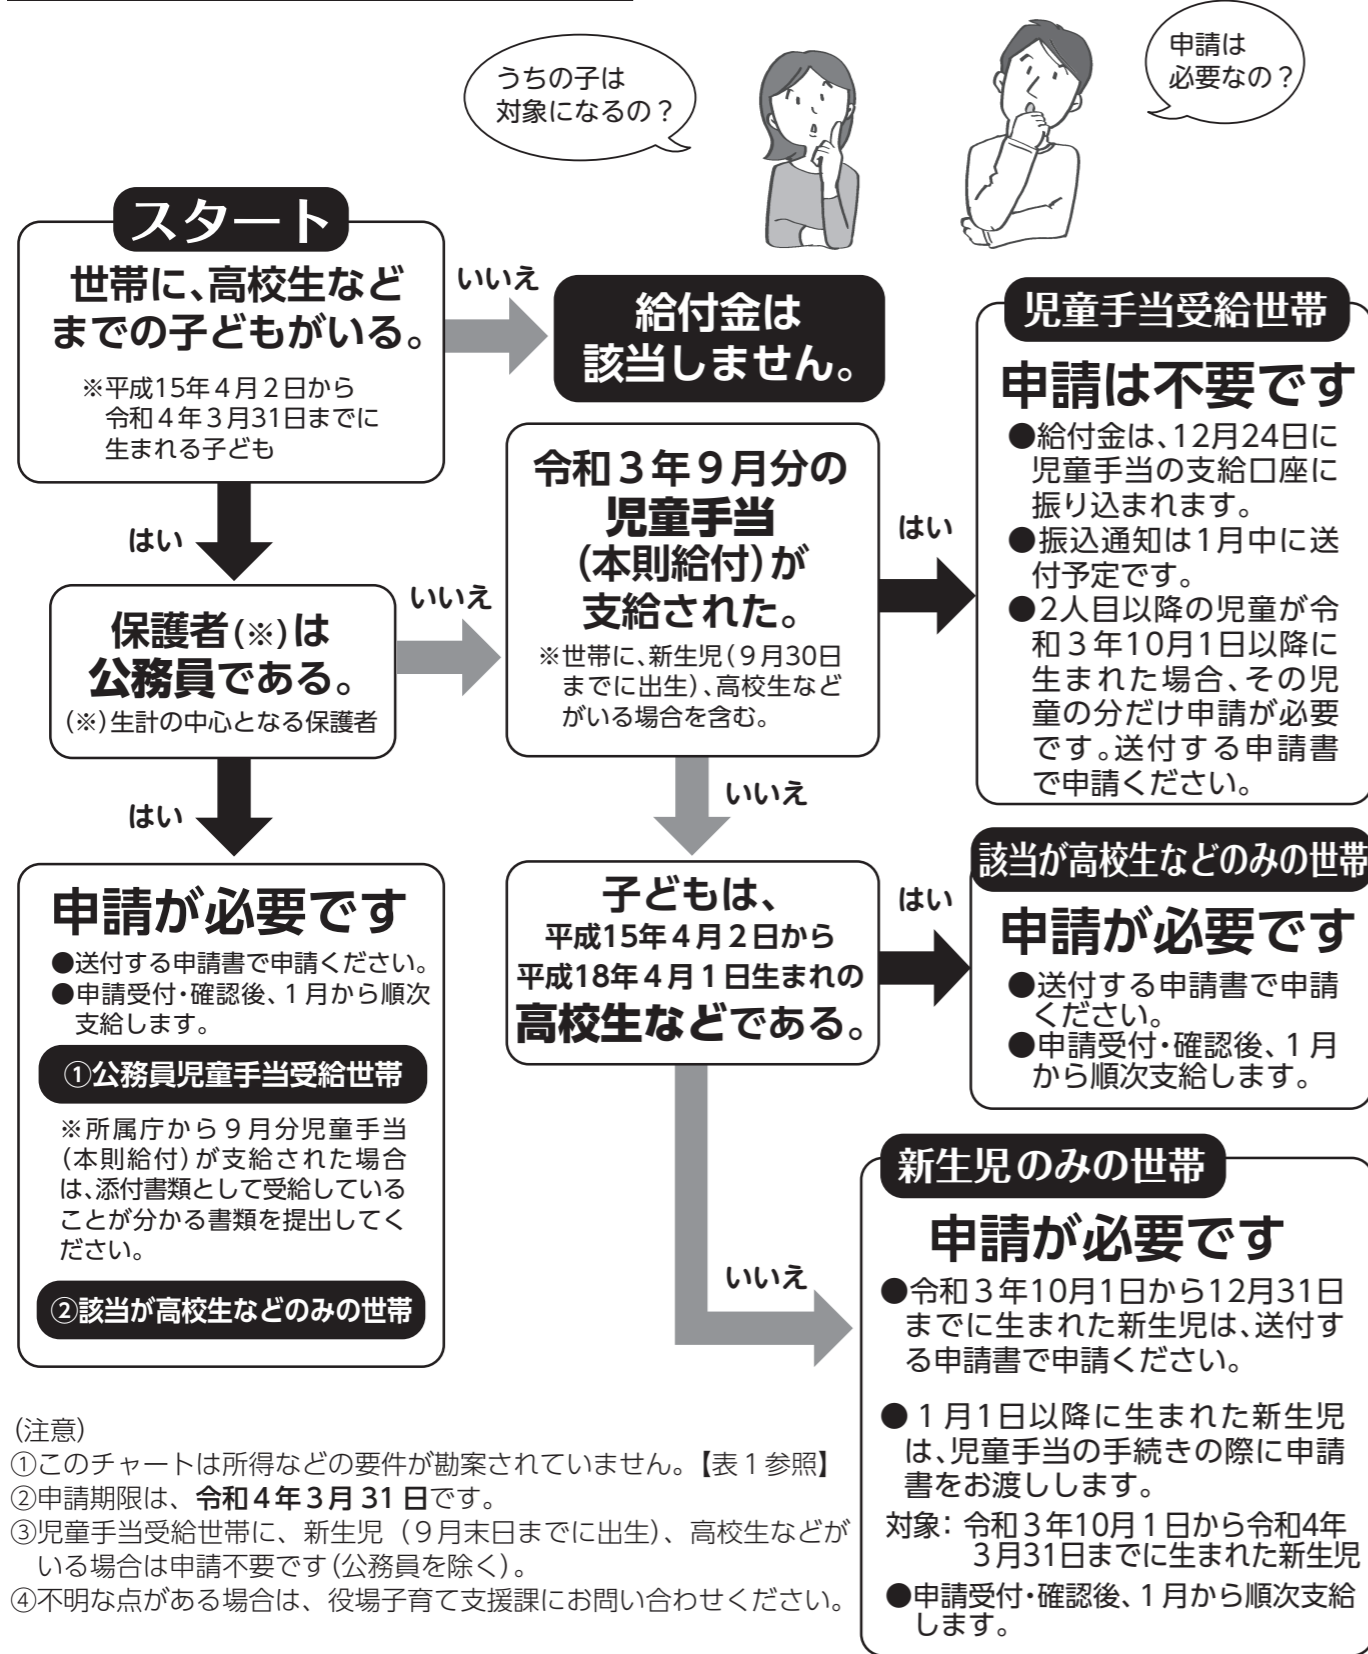 うちの子は
対象になるの？
申請は
必要なの？
スタート
世帯に、高校生など
までの子どもがいる。
※平成15年４月２日から
令和４年３月31日までに
生まれる子ども
いいえ
給付金は
該当しません。
はい
保護者(※)は
公務員である。
(※)生計の中心となる保護者
いいえ
令和３年９月分の
児童手当
(本則給付)が
支給された。
※世帯に、新生児(９月30日
までに出生)、高校生など
がいる場合を含む。
はい
児童手当受給世帯
申請は不要です
●給付金は、12月24日に
児童手当の支給口座に
振り込まれます。
●振込通知は1月中に送
付予定です。
●2人目以降の児童が令
和３年10月1日以降に
生まれた場合、その児
童の分だけ申請が必要
です。送付する申請書
で申請ください。
はい
申請が必要です
●送付する申請書で申請ください。
●申請受付・確認後、１月から順次
支給します。
①公務員児童手当受給世帯
※所属庁から９月分児童手当
(本則給付)が支給された場合
は、添付書類として受給している
ことが分かる書類を提出してく
ださい。
②該当が高校生などのみの世帯
いいえ
子どもは、
平成15年４月２日から
平成18年４月１日生まれの
高校生などである。
はい
該当が高校生などのみの世帯
申請が必要です
●送付する申請書で申請
ください。
●申請受付・確認後、１月
から順次支給します。
いいえ
新生児のみの世帯
申請が必要です
●令和３年10月1日から12月31日
までに生まれた新生児は、送付す
る申請書で申請ください。
●１月1日以降に生まれた新生児
は、児童手当の手続きの際に申請
書をお渡しします。
対象：令和３年10月１日から令和4年
３月31日までに生まれた新生児
●申請受付・確認後、１月から順次支給
します。
(注意)
①このチャートは所得などの要件が勘案されていません。【表１参照】
②申請期限は、令和４年３月31日です。
③児童手当受給世帯に、新生児（９月末日までに出生）、高校生などが
いる場合は申請不要です(公務員を除く)。
④不明な点がある場合は、役場子育て支援課にお問い合わせください。